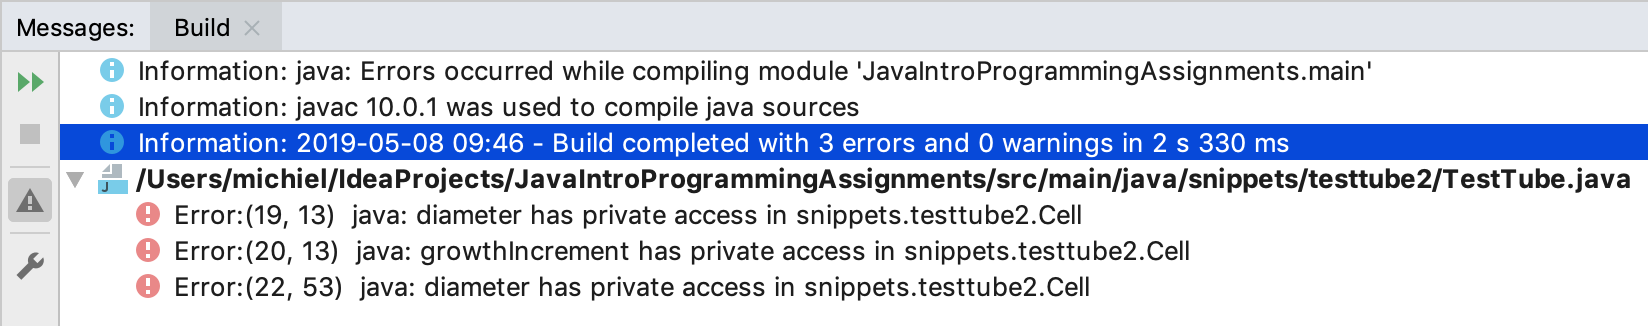 Messages: Build
Information: java: Errors occurred while compiling module 'JavaIntroProgrammingAssignments.main'
Information: javac 10.0.1 was used to compile java sources
Information: 2019-05-08 09:46 - Build completed with 3 errors and 0 warnings in 2 s 330 ms
/Users/michiel/IdeaProjects/JavaIntroProgrammingAssignments/src/main/java/snippets/testtube2/TestTube.java
Error:(19, 13)  java: diameter has private access in snippets.testtube2.Cell
Error:(20, 13)  java: growthIncrement has private access in snippets.testtube2.Cell
Error:(22, 53)  java: diameter has private access in snippets.testtube2.Cell